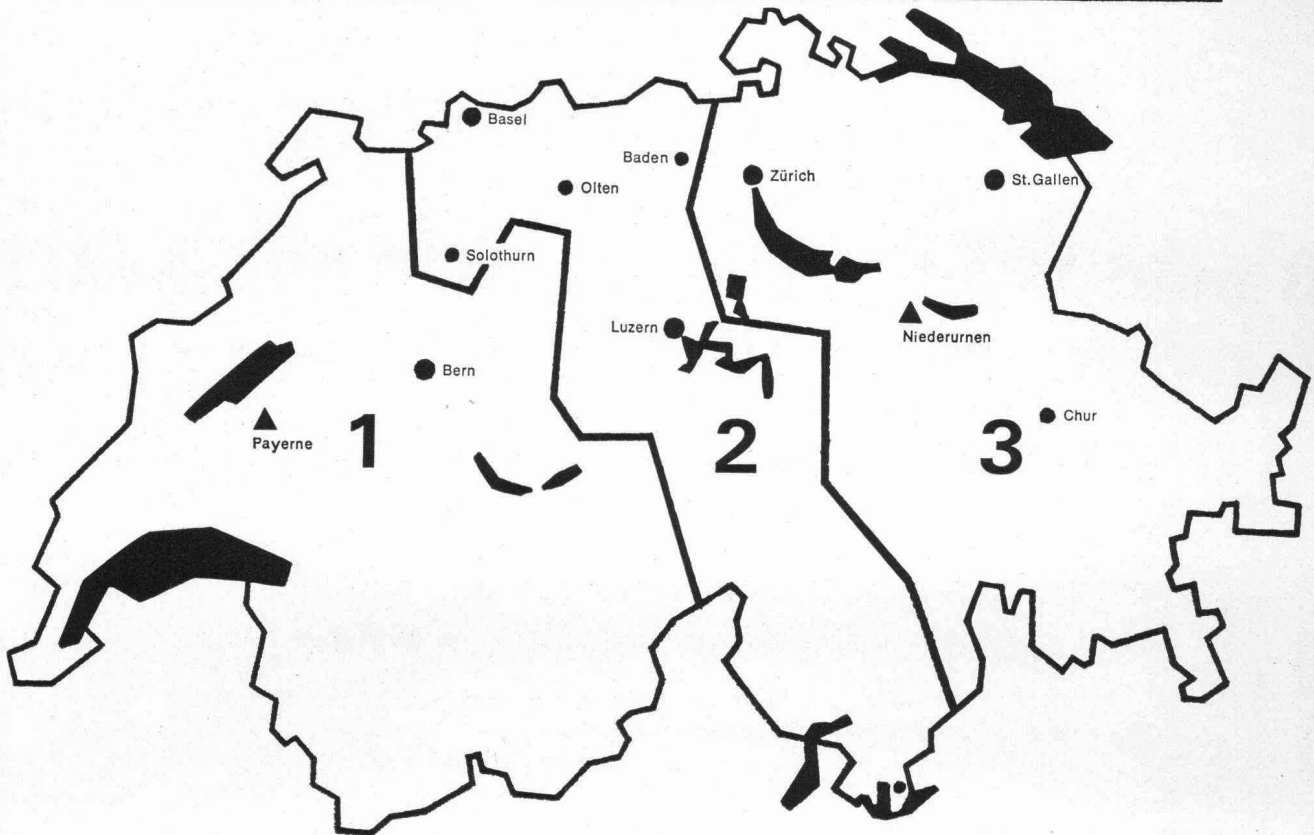 Basel
Baden
Zürich
St.Gallen
Olten
Solothurn
Luzern
Niederurnen
Bern
Chur
Payerne
1
2
3